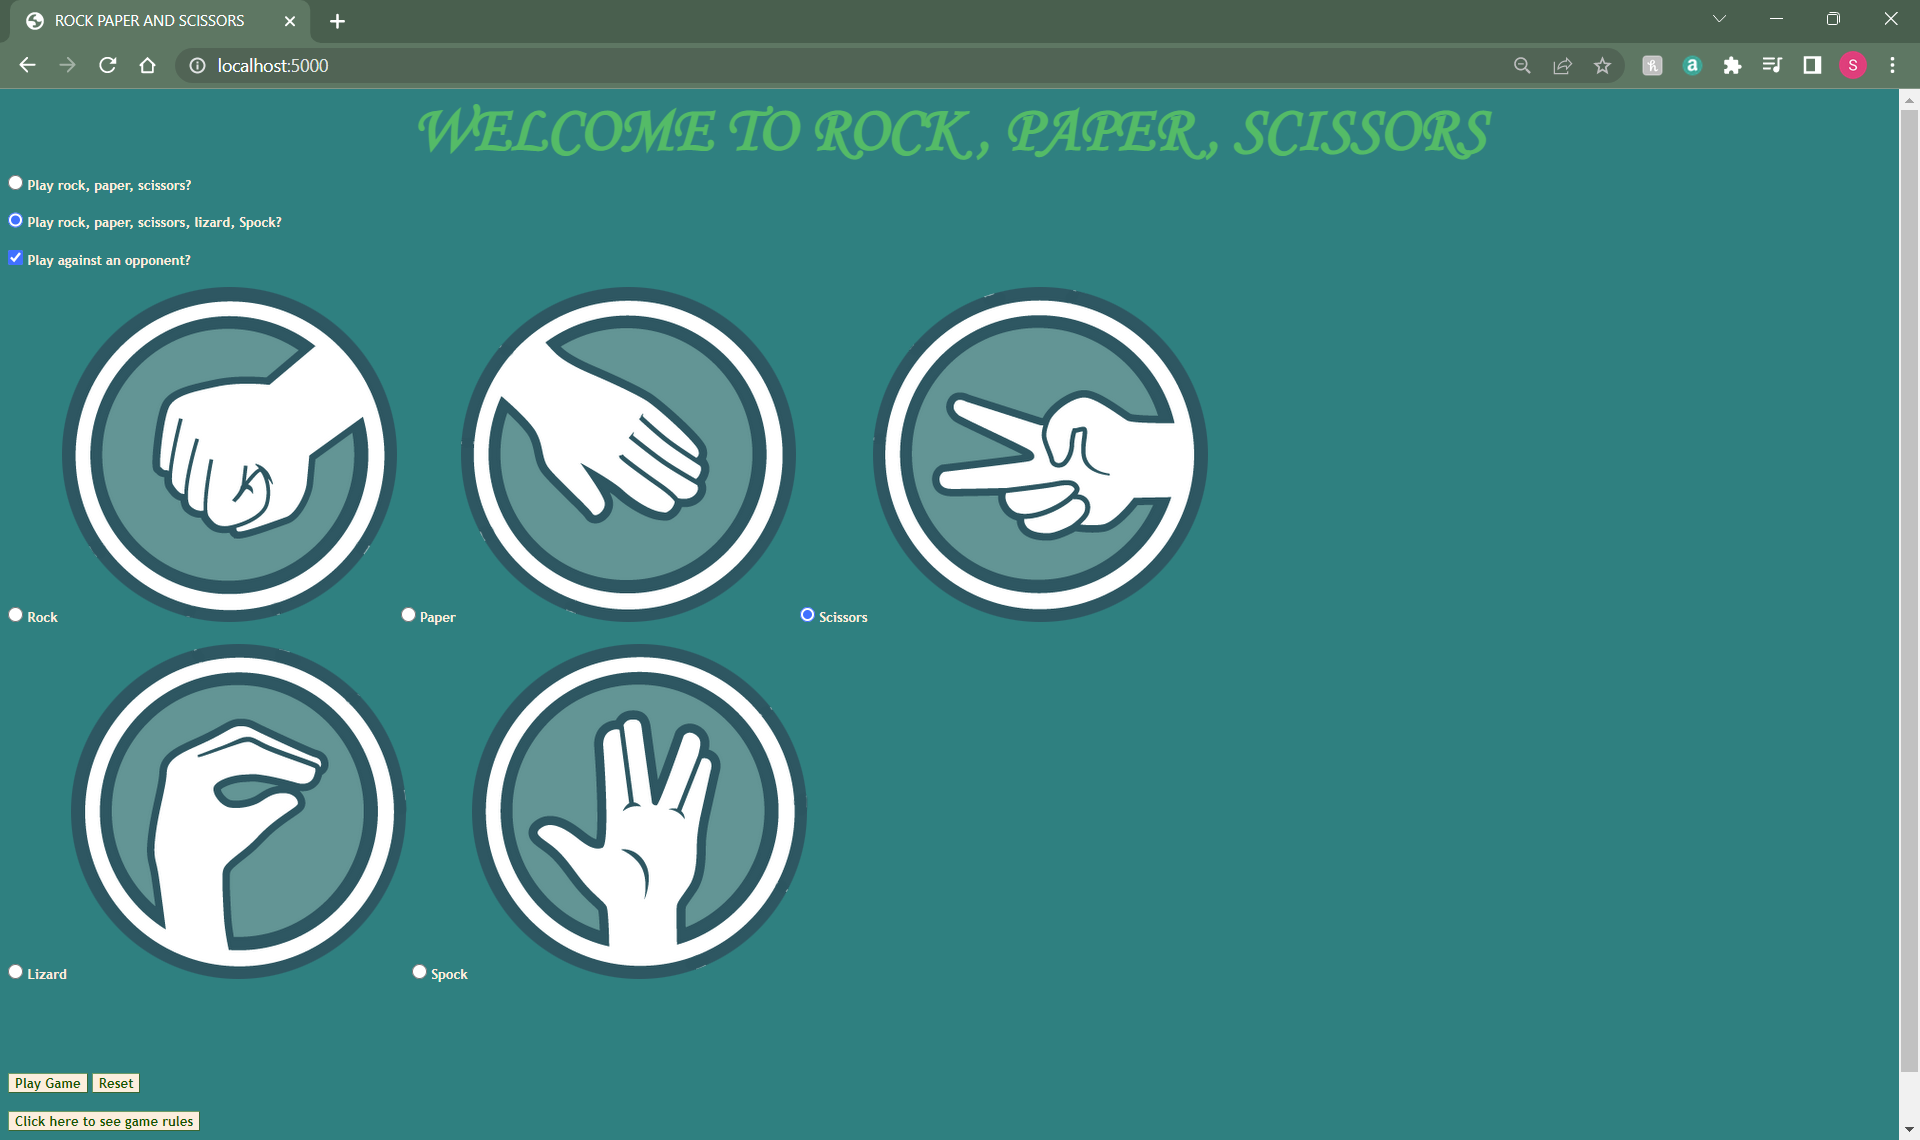 ROCK PAPER AND SCISSORS
localhost:5000
S
WELCOME TO ROCK, PAPER, SCISSORS
Play rock, paper, scissors?
Play rock, paper, scissors, lizard, Spock?
Play against an opponent?
Rock Paper Scissors
Lizard Spock
Play Game Reset
Click here to see game rules